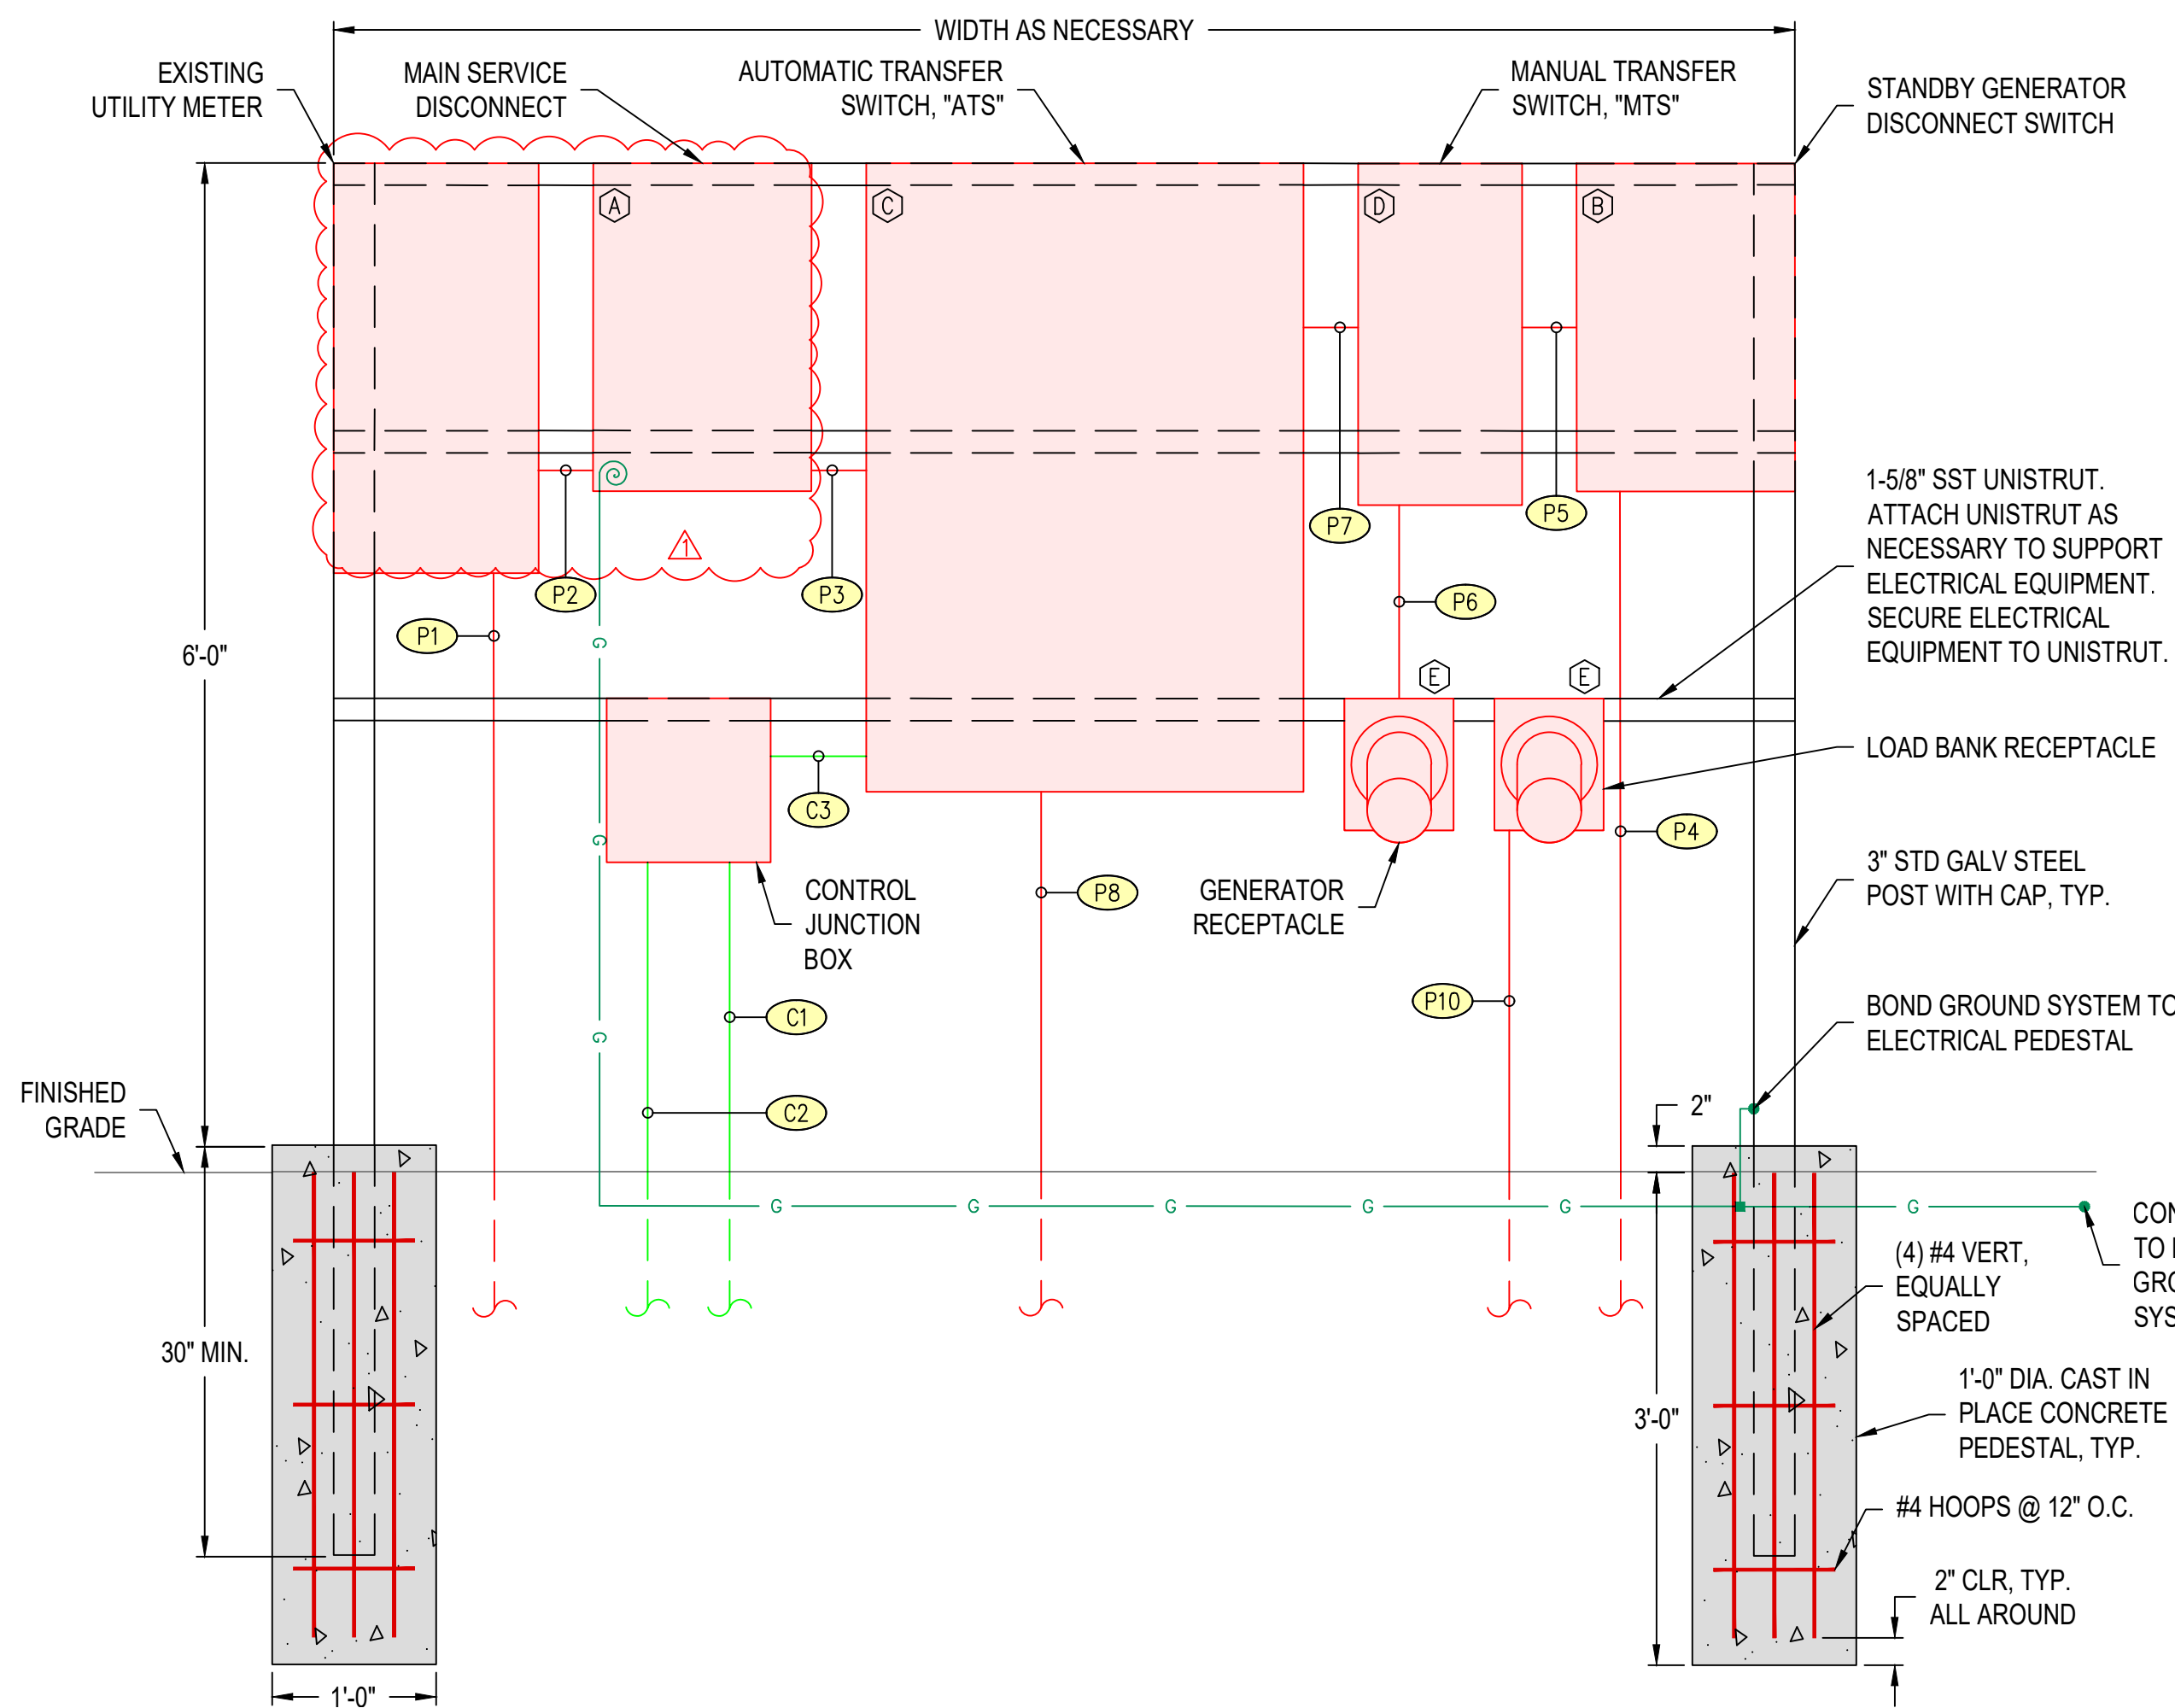 WIDTH AS NECESSARY
EXISTING
UTILITY METER
MAIN SERVICE
DISCONNECT
AUTOMATIC TRANSFER
SWITCH, "ATS"
MANUAL TRANSFER
SWITCH, "MTS"
STANDBY GENERATOR
DISCONNECT SWITCH
A
C
D
B
1-5/8" SST UNISTRUT.
ATTACH UNISTRUT AS
NECESSARY TO SUPPORT
ELECTRICAL EQUIPMENT.
SECURE ELECTRICAL
EQUIPMENT TO UNISTRUT.
P7
P5
1
P2
P3
P6
P1
G
6'-0"
E
E
LOAD BANK RECEPTACLE
C3
P4
G
CONTROL
JUNCTION
BOX
P8
GENERATOR
RECEPTACLE
3" STD GALV STEEL
POST WITH CAP, TYP.
P10
C1
G
BOND GROUND SYSTEM TO
ELECTRICAL PEDESTAL
C2
FINISHED
GRADE
2"
G G G G G G
CON
TO
GRO
SYS
(4) #4 VERT,
EQUALLY
SPACED
30" MIN.
3'-0"
1'-0" DIA. CAST IN
PLACE CONCRETE
PEDESTAL, TYP.
#4 HOOPS @ 12" O.C.
2" CLR, TYP.
ALL AROUND
1'-0"